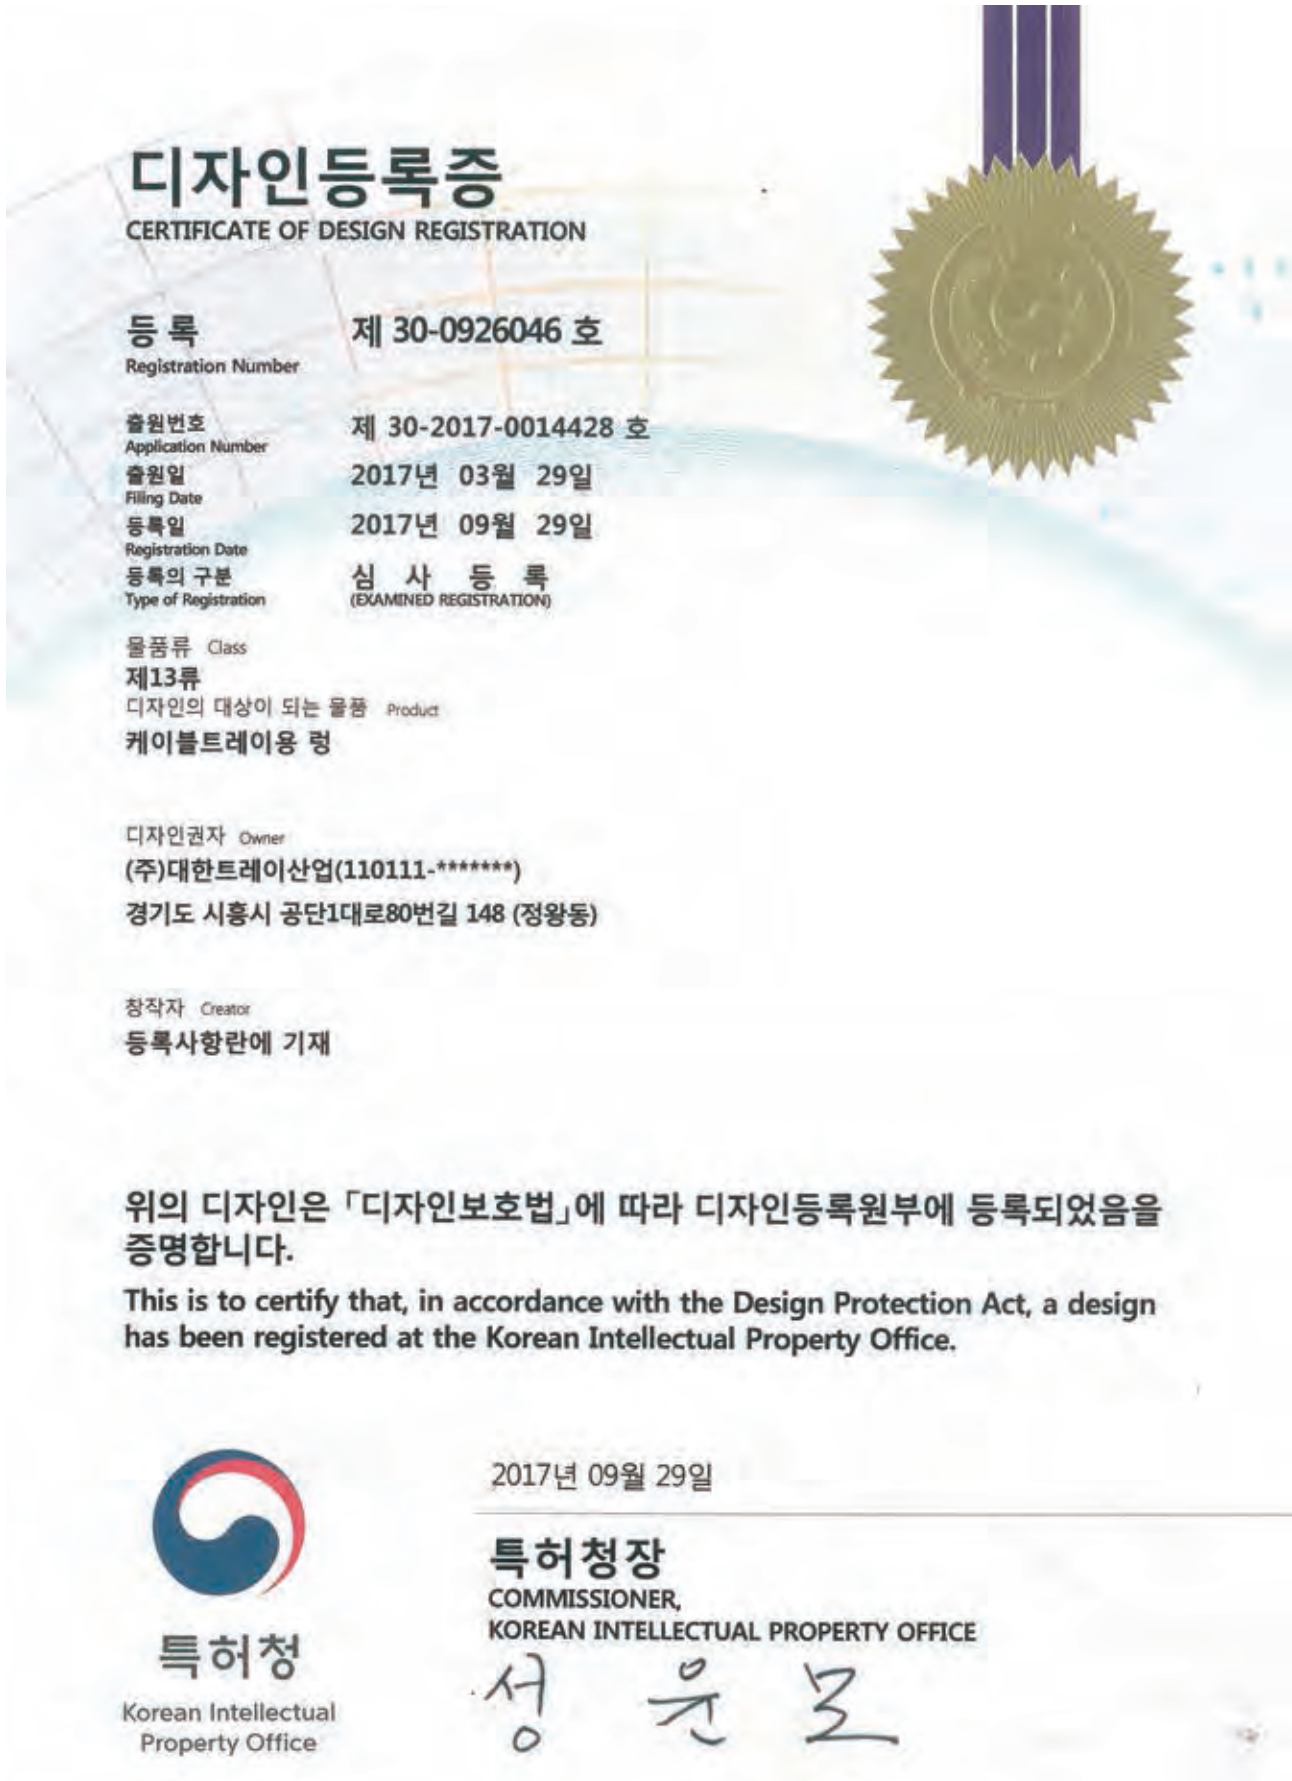 디자인등록증
CERTIFICATE OF DESIGN REGISTRATION
등록 제 30-0926046 호
Registration Number
출원번호 제 30-2017-0014428 호
Application Number
출원일 2017년 03월 29일
Filing Date
등록일 2017년 09월 29일
Registration Date
등록의 구분 심 사 등 록
Type of Registration (EXAMINED REGISTRATION)
물품류 Class
제13류
디자인의 대상이 되는 물품 Product
케이블트레이용 렁
디자인권자 Owner
(주)대한트레이산업(110111-*******)
경기도 시흥시 공단1대로80번길 148 (정왕동)
창작자 Creator
등록사항란에 기재
위의 디자인은 「디자인보호법」에 따라 디자인등록원부에 등록되었음을
증명합니다.
This is to certify that, in accordance with the Design Protection Act, a design
has been registered at the Korean Intellectual Property Office.
2017년 09월 29일
특허청장
COMMISSIONER,
KOREAN INTELLECTUAL PROPERTY OFFICE
성 윤 모
특허청
Korean Intellectual
Property Office